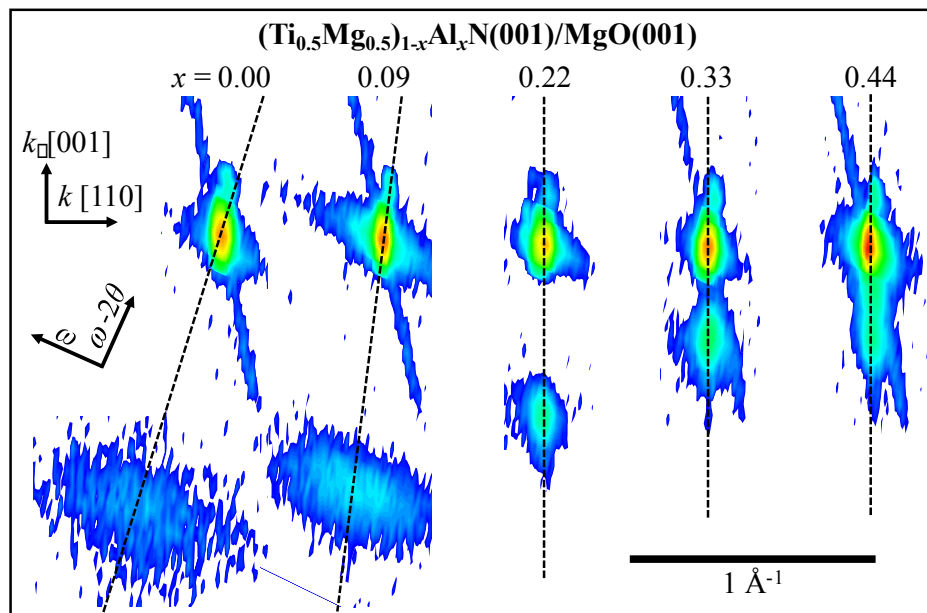 (Ti0.5Mg0.5)1-xAlxN(001)/MgO(001)
x = 0.00 0.09 0.22 0.33 0.44
k▯[001]
k [110]
ω ω-2θ
1 Å-1